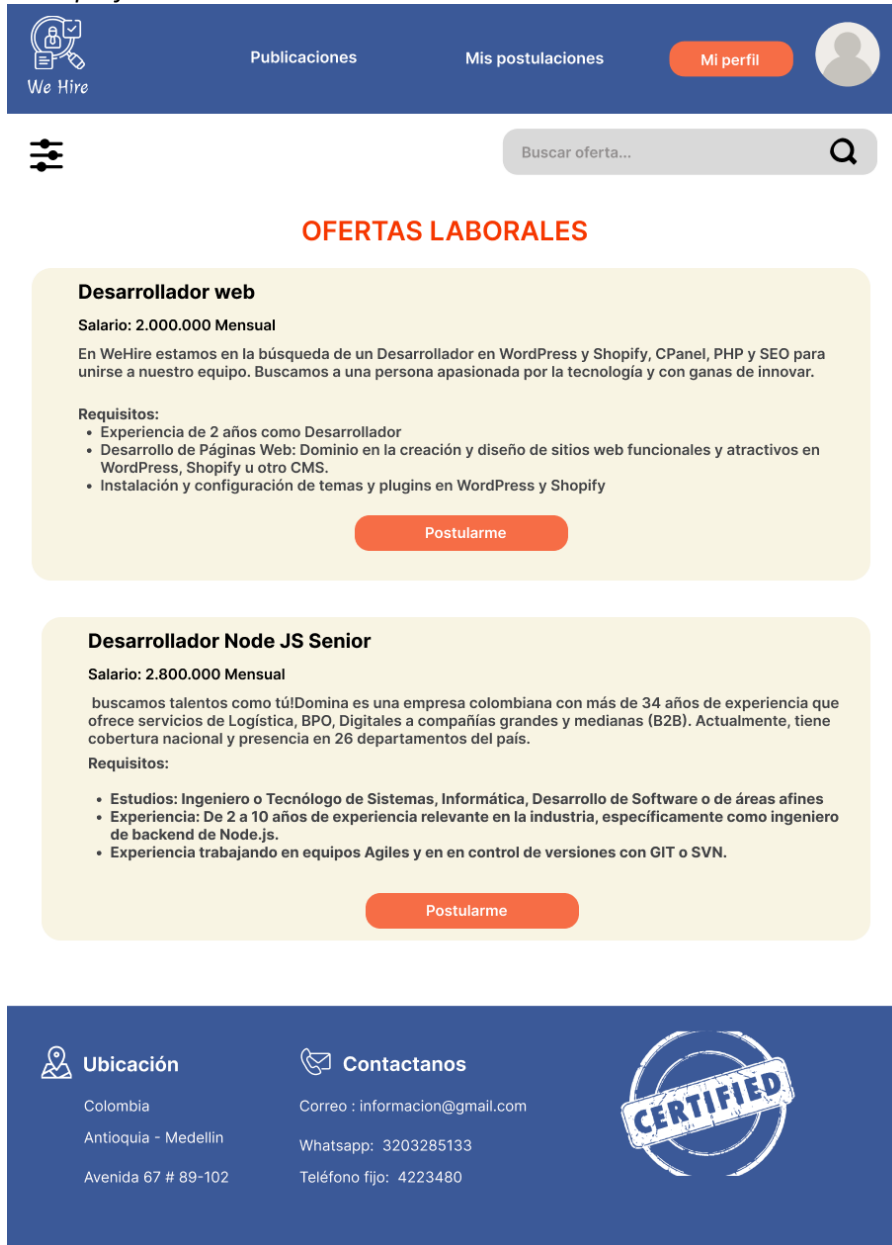 We Hire
Publicaciones
Mis postulaciones
Mi perfil
Buscar oferta...
OFERTAS LABORALES
Desarrollador web
Salario: 2.000.000 Mensual
En WeHire estamos en la búsqueda de un Desarrollador en WordPress y Shopify, CPanel, PHP y SEO para
unirse a nuestro equipo. Buscamos a una persona apasionada por la tecnología y con ganas de innovar.
Requisitos:
• Experiencia de 2 años como Desarrollador
• Desarrollo de Páginas Web: Dominio en la creación y diseño de sitios web funcionales y atractivos en
WordPress, Shopify u otro CMS.
• Instalación y configuración de temas y plugins en WordPress y Shopify
Postularme
Desarrollador Node JS Senior
Salario: 2.800.000 Mensual
buscamos talentos como tú!Domina es una empresa colombiana con más de 34 años de experiencia que
ofrece servicios de Logística, BPO, Digitales a compañías grandes y medianas (B2B). Actualmente, tiene
cobertura nacional y presencia en 26 departamentos del país.
Requisitos:
• Estudios: Ingeniero o Tecnólogo de Sistemas, Informática, Desarrollo de Software o de áreas afines
• Experiencia: De 2 a 10 años de experiencia relevante en la industria, específicamente como ingeniero
de backend de Node.js.
• Experiencia trabajando en equipos Agiles y en en control de versiones con GIT o SVN.
Postularme
Ubicación
Colombia
Antioquia - Medellin
Avenida 67 # 89-102
Contactanos
Correo : informacion@gmail.com
Whatsapp: 3203285133
Teléfono fijo: 4223480
CERTIFIED